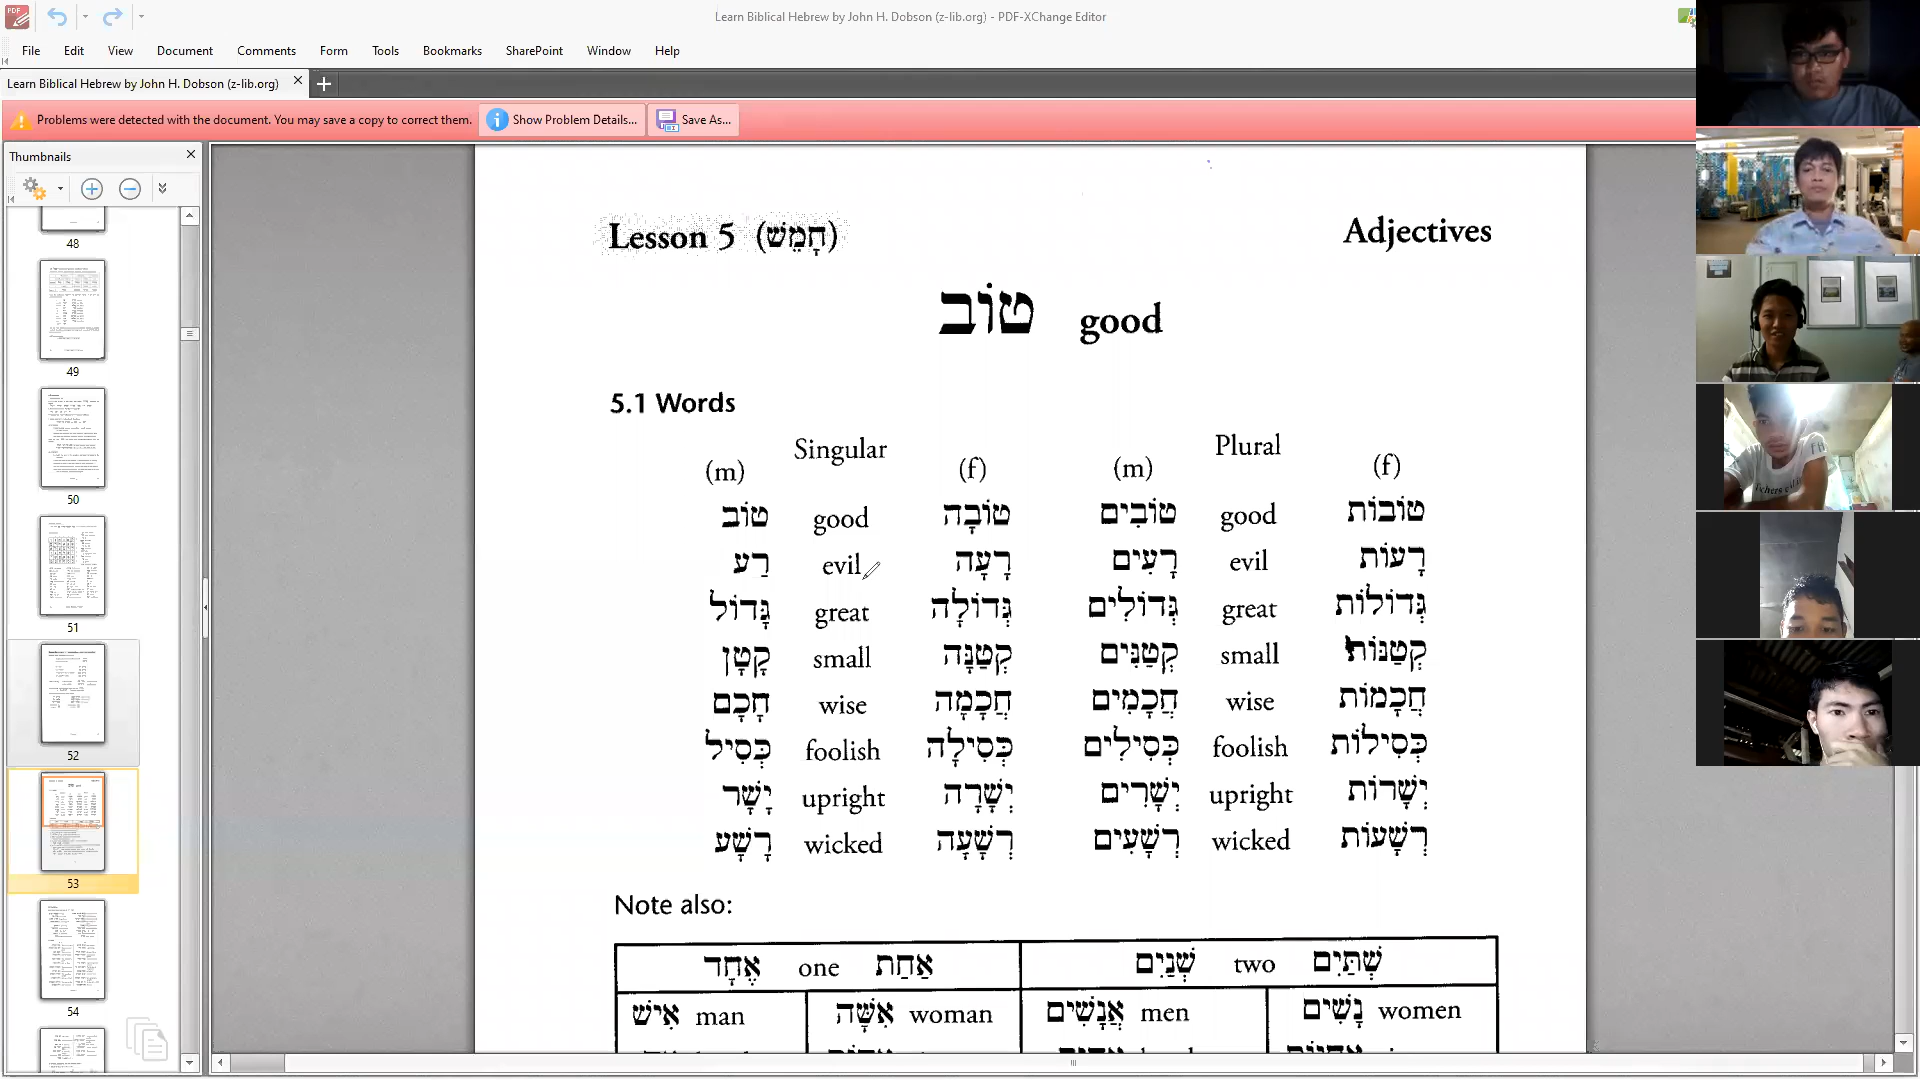 Learn Biblical Hebrew by John H. Dobson (z-lib.org) - PDF-XChange Editor
File Edit View Document Comments Form Tools Bookmarks SharePoint Window Help
Learn Biblical Hebrew by John H. Dobson (z-lib.org)
Problems were detected with the document. You may save a copy to correct them. Show Problem Details... Save As...
Thumbnails
48
49
50
51
52
53
54
Lesson 5 (חָמֵשׁ) Adjectives
טוֹב good
5.1 Words
Singular Plural
(m) (f) (m) (f)
טוֹב good טוֹבָה טוֹבִים good טוֹבוֹת
רַע evil רָעָה רָעִים evil רָעוֹת
גָּדוֹל great גְּדוֹלָה גְּדוֹלִים great גְּדוֹלוֹת
קָטָן small קְטַנָּה קְטַנִּים small קְטַנּוֹת
חָכָם wise חֲכָמָה חֲכָמִים wise חֲכָמוֹת
כְּסִיל foolish כְּסִילָה כְּסִילִים foolish כְּסִילוֹת
יָשָׁר upright יְשָׁרָה יְשָׁרִים upright יְשָׁרוֹת
רָשָׁע wicked רְשָׁעָה רְשָׁעִים wicked רְשָׁעוֹת
Note also:
אֶחָד one אַחַת שְׁנַיִם two שְׁתַּיִם
אִישׁ man אִשָּׁה woman אֲנָשִׁים men נָשִׁים women